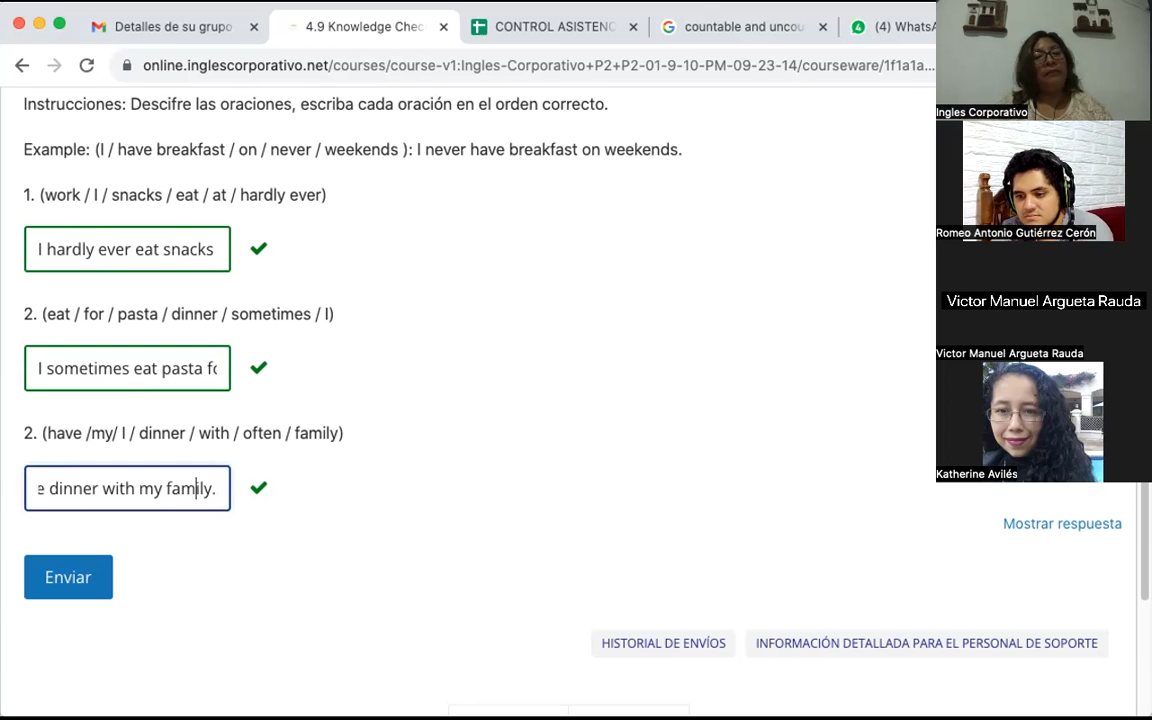 Detalles de su grupo
4.9 Knowledge Chec
CONTROL ASISTENC
countable and uncou
(4) WhatsA
online.inglescorporativo.net/courses/course-v1:Ingles-Corporativo+P2+P2-01-9-10-PM-09-23-14/courseware/1f1a1a...
Instrucciones: Descifre las oraciones, escriba cada oración en el orden correcto.
Example: (I / have breakfast / on / never / weekends ): I never have breakfast on weekends.
1. (work / I / snacks / eat / at / hardly ever)
I hardly ever eat snacks
2. (eat / for / pasta / dinner / sometimes / I)
I sometimes eat pasta fo
2. (have /my/ I / dinner / with / often / family)
e dinner with my family.
Mostrar respuesta
Enviar
HISTORIAL DE ENVÍOS
INFORMACIÓN DETALLADA PARA EL PERSONAL DE SOPORTE
Ingles Corporativo
Romeo Antonio Gutiérrez Cerón
Victor Manuel Argueta Rauda
Victor Manuel Argueta Rauda
Katherine Avilés